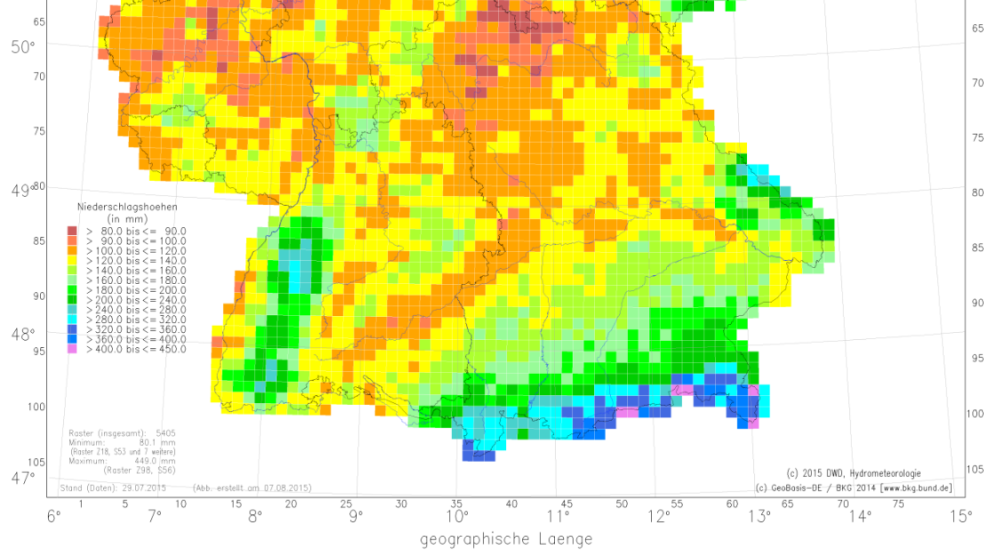 65
50°
70
75
49°
80
Niederschlagshoehen
(in mm)
> 80.0 bis <= 90.0
> 90.0 bis <= 100.0
> 100.0 bis <= 120.0
> 120.0 bis <= 140.0
> 140.0 bis <= 160.0
> 160.0 bis <= 180.0
> 180.0 bis <= 200.0
> 200.0 bis <= 240.0
> 240.0 bis <= 280.0
> 280.0 bis <= 320.0
> 320.0 bis <= 360.0
> 360.0 bis <= 400.0
> 400.0 bis <= 450.0
85
90
48°
95
100
105
47°
65
70
75
80
85
90
95
100
105
Raster (insgesamt): 5405
Minimum: 80.1 mm
(Raster Z18, S53 und 7 weitere)
Maximum: 449.0 mm
(Raster Z98, S56)
Stand (Daten): 29.07.2015 (Abb. erstellt am 07.08.2015)
(c) 2015 DWD, Hydrometeorologie
(c) GeoBasis-DE / BKG 2014 [www.bkg.bund.de]
6° 1 5 7° 10 15 8° 20 25 9° 30 35 10° 40 45 11° 50 12° 55 60 13° 65 70 14° 75 15°
geographische Laenge